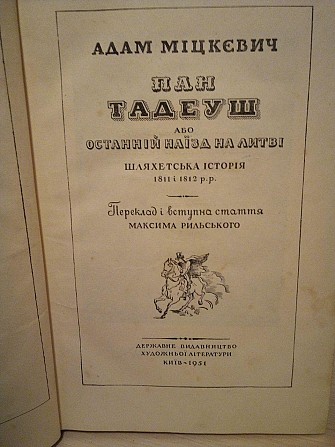 АДАМ МІЦКЄВИЧ
ПАН
ТАДЕУШ
АБО
ОСТАННІЙ НАЇЗД НА ЛИТВІ
ШЛЯХЕТСЬКА ІСТОРІЯ
1811 і 1812 р.р.
Переклад і вступна стаття
МАКСИМА РИЛЬСЬКОГО
ДЕРЖАВНЕ ВИДАВНИЦТВО
ХУДОЖНЬОЇ ЛІТЕРАТУРИ
КИЇВ-1951